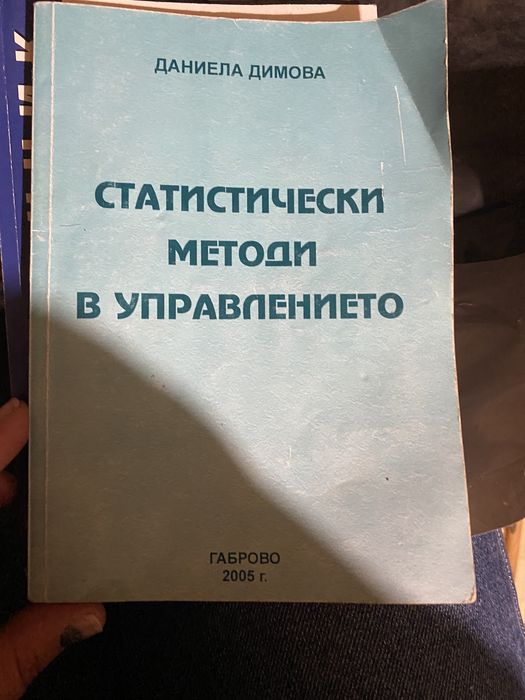 ДАНИЕЛА ДИМОВА
СТАТИСТИЧЕСКИ
МЕТОДИ
В УПРАВЛЕНИЕТО
ГАБРОВО
2005 г.